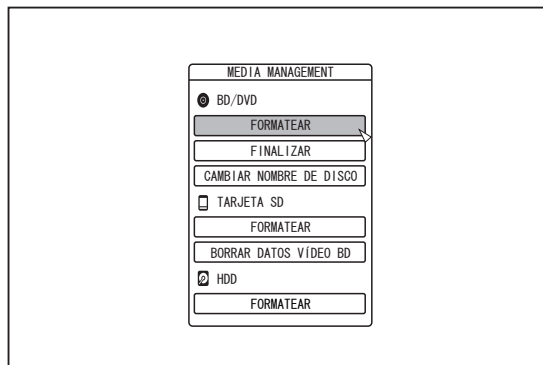 MEDIA MANAGEMENT
BD/DVD
FORMATEAR
FINALIZAR
CAMBIAR NOMBRE DE DISCO
TARJETA SD
FORMATEAR
BORRAR DATOS VÍDEO BD
HDD
FORMATEAR